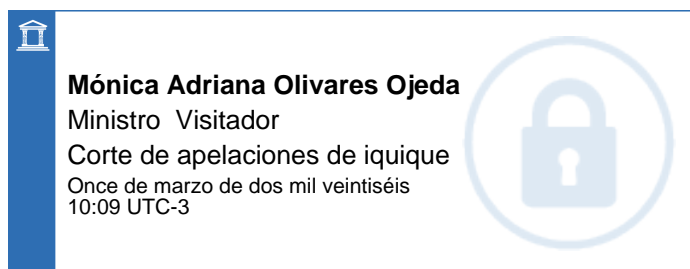 Mónica Adriana Olivares Ojeda
Ministro Visitador
Corte de apelaciones de iquique
Once de marzo de dos mil veintiséis
10:09 UTC-3